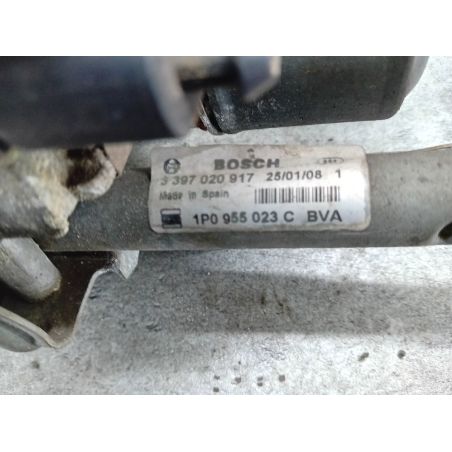 BOSCH
3 397 020 917 25/01/08 1
Made in Spain
1P0 955 023 C BVA